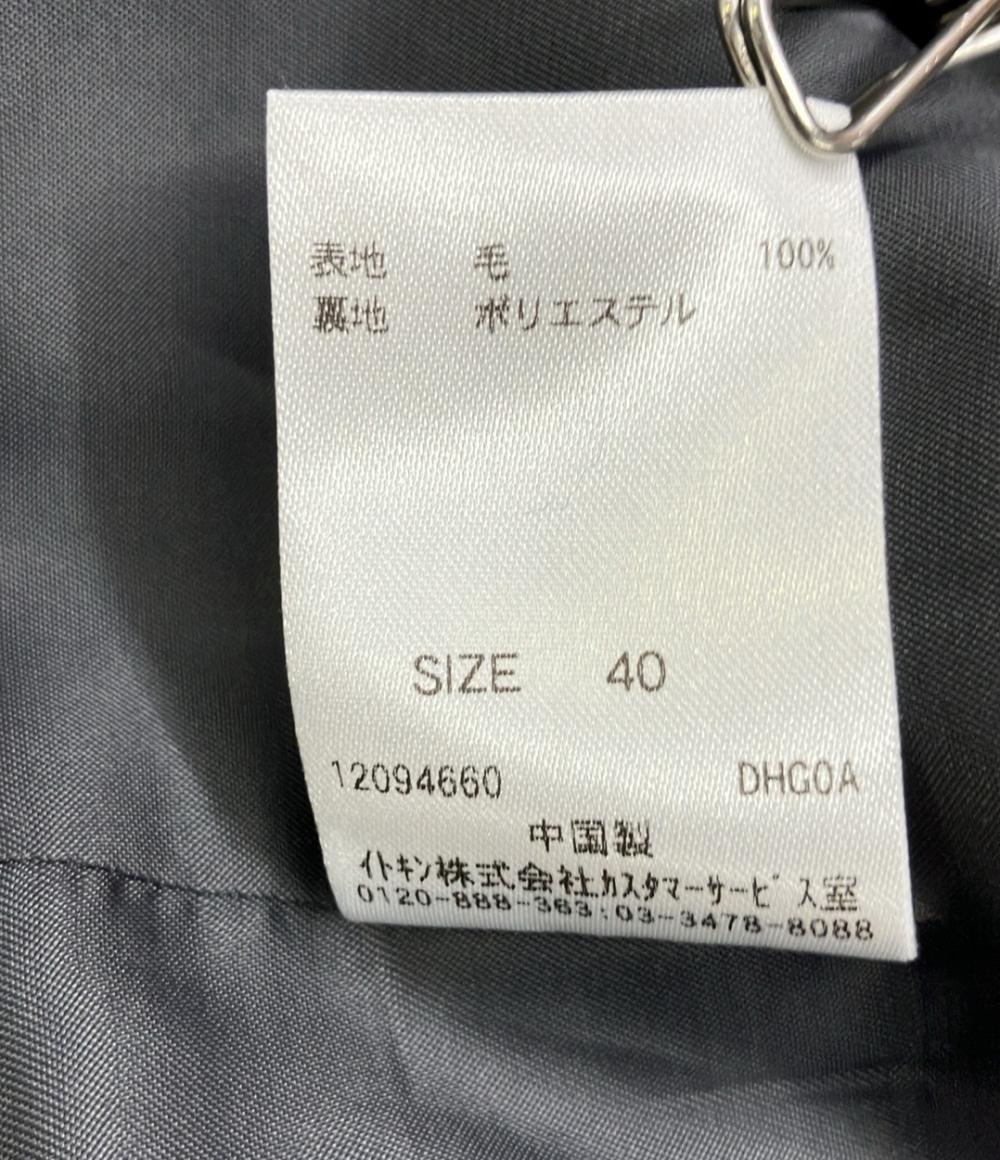 表地 毛 100%
裏地 ポリエステル
SIZE 40
12094660 DHG0A
中国製
イトキン株式会社カスタマーサービス室
0120-888-363:03-3478-8088